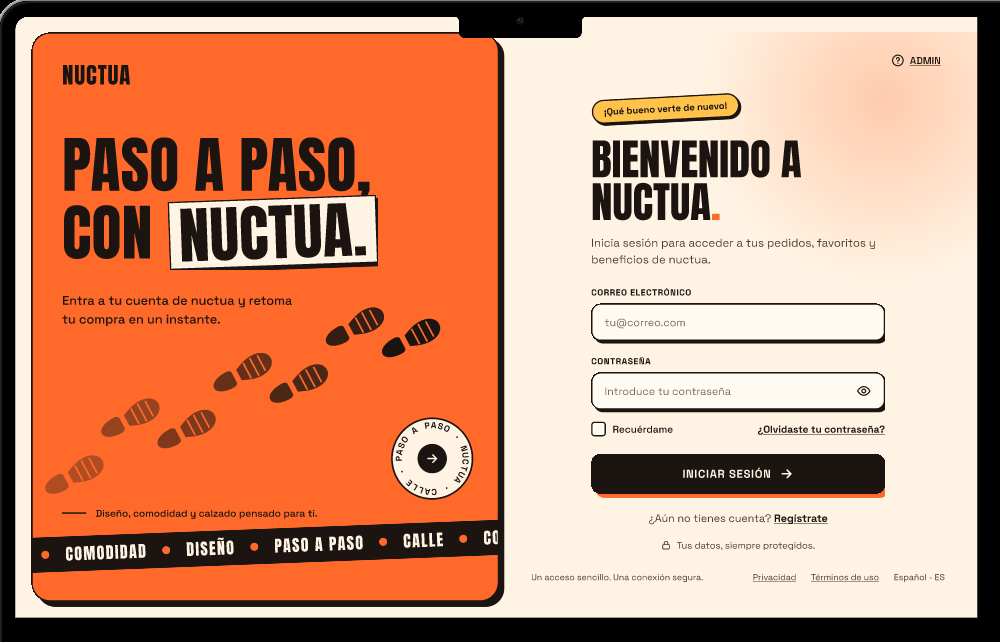 NUCTUA
PASO A PASO,
CON NUCTUA.
Entra a tu cuenta de nuctua y retoma
tu compra en un instante.
PASO A PASO · NUCTUA · CALLE ·
Diseño, comodidad y calzado pensado para ti.
COMODIDAD • DISEÑO • PASO A PASO • CALLE • CO
ADMIN
¡Qué bueno verte de nuevo!
BIENVENIDO A
NUCTUA.
Inicia sesión para acceder a tus pedidos, favoritos y
beneficios de nuctua.
CORREO ELECTRÓNICO
tu@correo.com
CONTRASEÑA
Introduce tu contraseña
Recuérdame
¿Olvidaste tu contraseña?
INICIAR SESIÓN →
¿Aún no tienes cuenta? Regístrate
Tus datos, siempre protegidos.
Un acceso sencillo. Una conexión segura.
Privacidad
Términos de uso
Español - ES